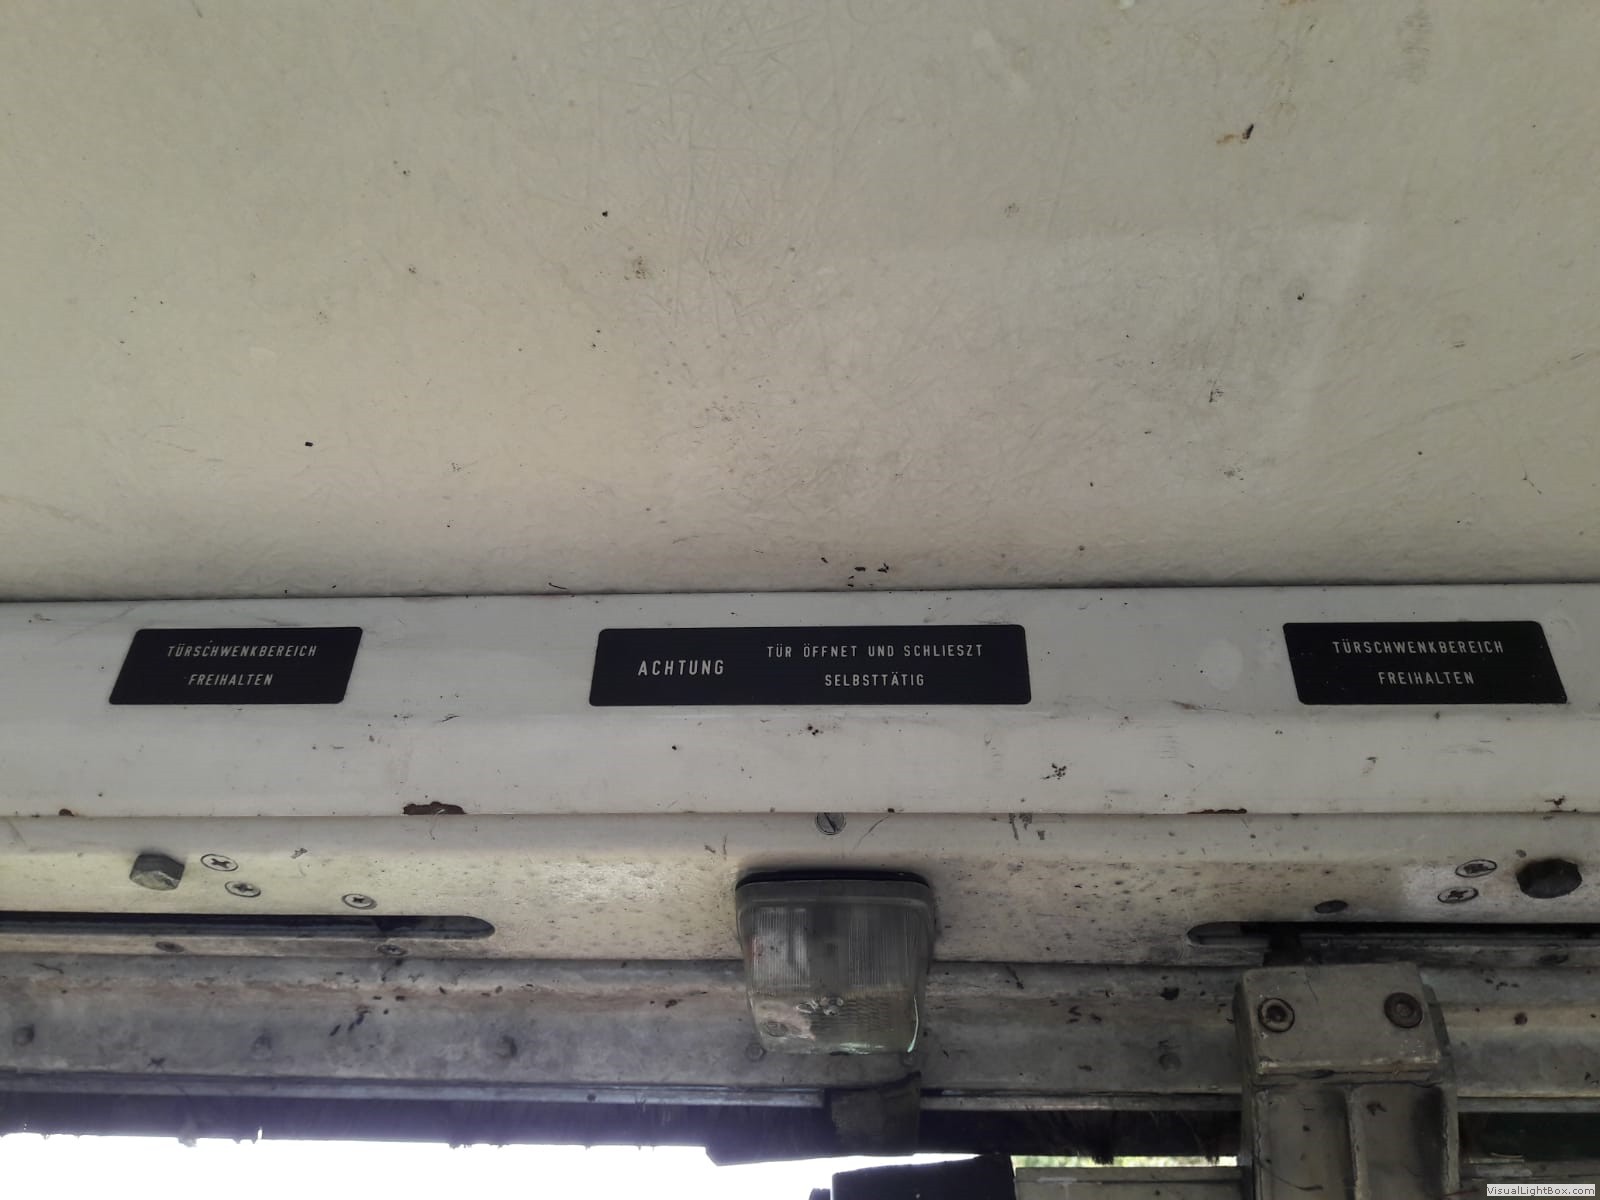 TÜRSCHWENKBEREICH
FREIHALTEN
ACHTUNG
TÜR ÖFFNET UND SCHLIESZT
SELBSTTÄTIG
TÜRSCHWENKBEREICH
FREIHALTEN
VisualLightBox.com